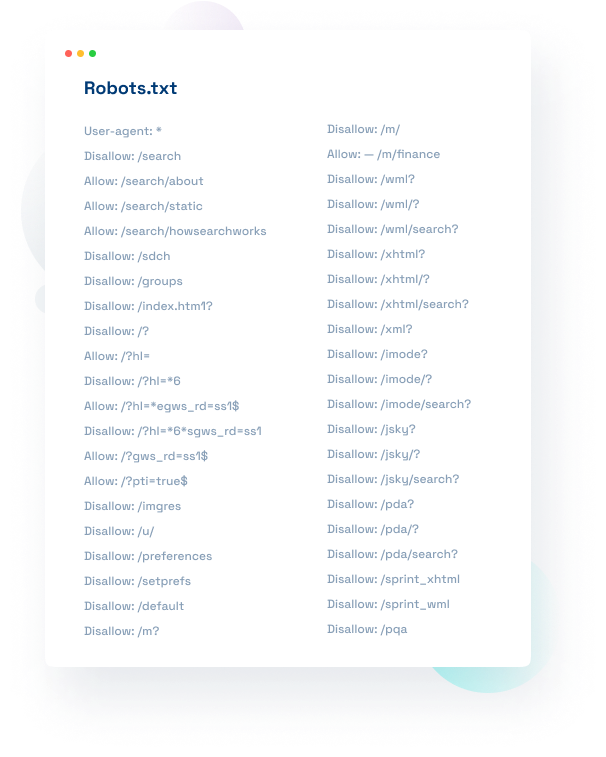 Robots.txt
User-agent: *
Disallow: /search
Allow: /search/about
Allow: /search/static
Allow: /search/howsearchworks
Disallow: /sdch
Disallow: /groups
Disallow: /index.htm1?
Disallow: /?
Allow: /?hl=
Disallow: /?hl=*6
Allow: /?hl=*egws_rd=ss1$
Disallow: /?hl=*6*sgws_rd=ss1
Allow: /?gws_rd=ss1$
Allow: /?pti=true$
Disallow: /imgres
Disallow: /u/
Disallow: /preferences
Disallow: /setprefs
Disallow: /default
Disallow: /m?
Disallow: /m/
Allow: — /m/finance
Disallow: /wml?
Disallow: /wml/?
Disallow: /wml/search?
Disallow: /xhtml?
Disallow: /xhtml/?
Disallow: /xhtml/search?
Disallow: /xml?
Disallow: /imode?
Disallow: /imode/?
Disallow: /imode/search?
Disallow: /jsky?
Disallow: /jsky/?
Disallow: /jsky/search?
Disallow: /pda?
Disallow: /pda/?
Disallow: /pda/search?
Disallow: /sprint_xhtml
Disallow: /sprint_wml
Disallow: /pqa